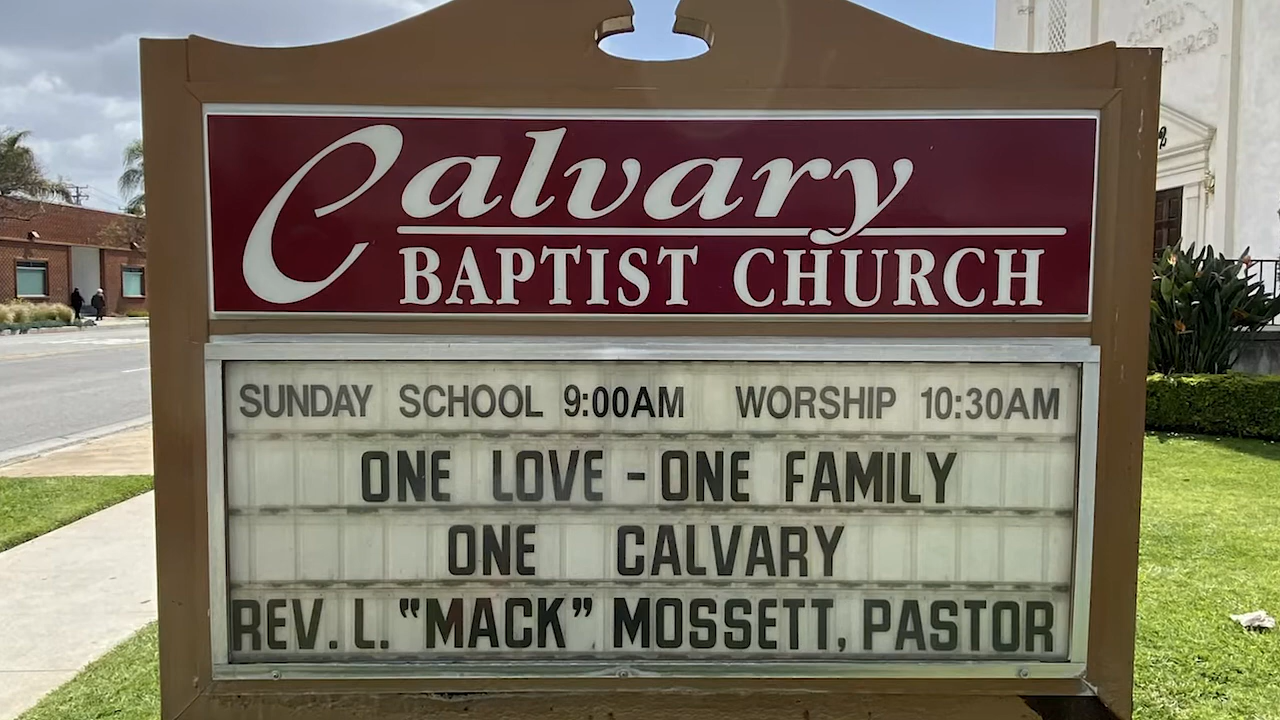 Calvary
BAPTIST CHURCH
SUNDAY SCHOOL 9:00AM WORSHIP 10:30AM
ONE LOVE - ONE FAMILY
ONE CALVARY
REV. L. "MACK" MOSSETT, PASTOR